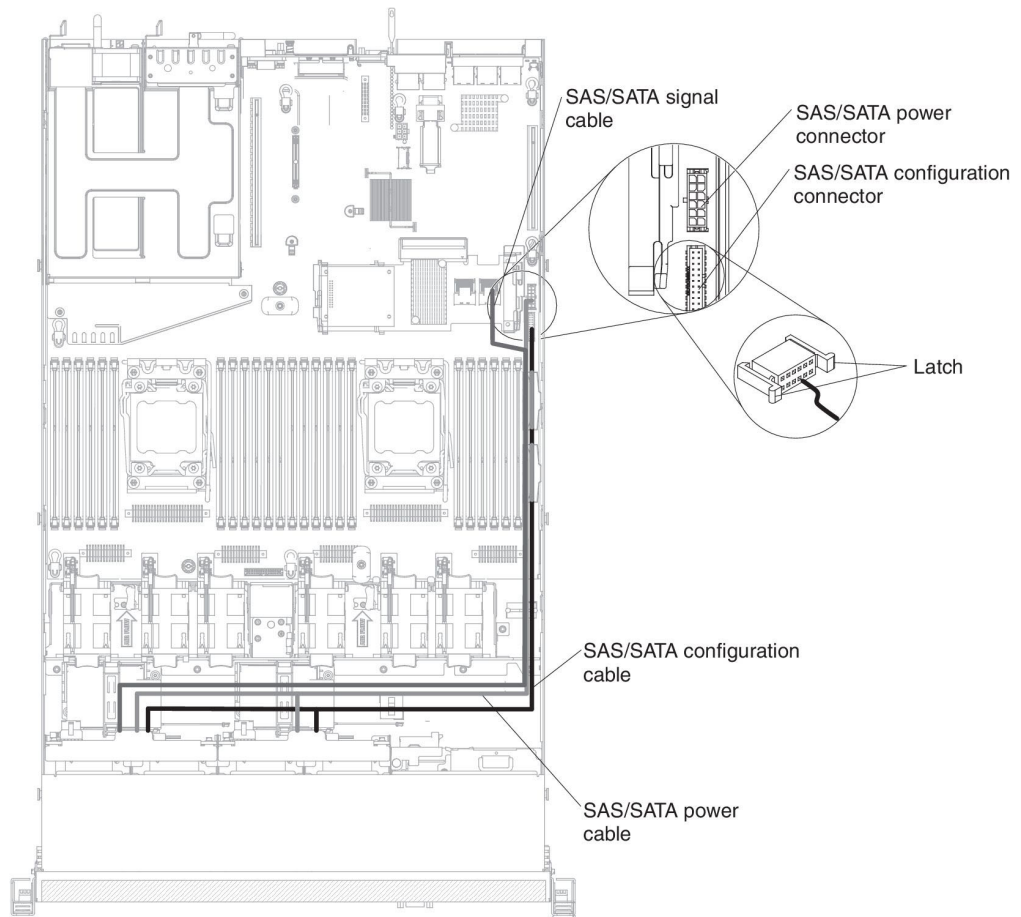 SAS/SATA signal
cable
SAS/SATA power
connector
SAS/SATA configuration
connector
Latch
SAS/SATA configuration
cable
SAS/SATA power
cable